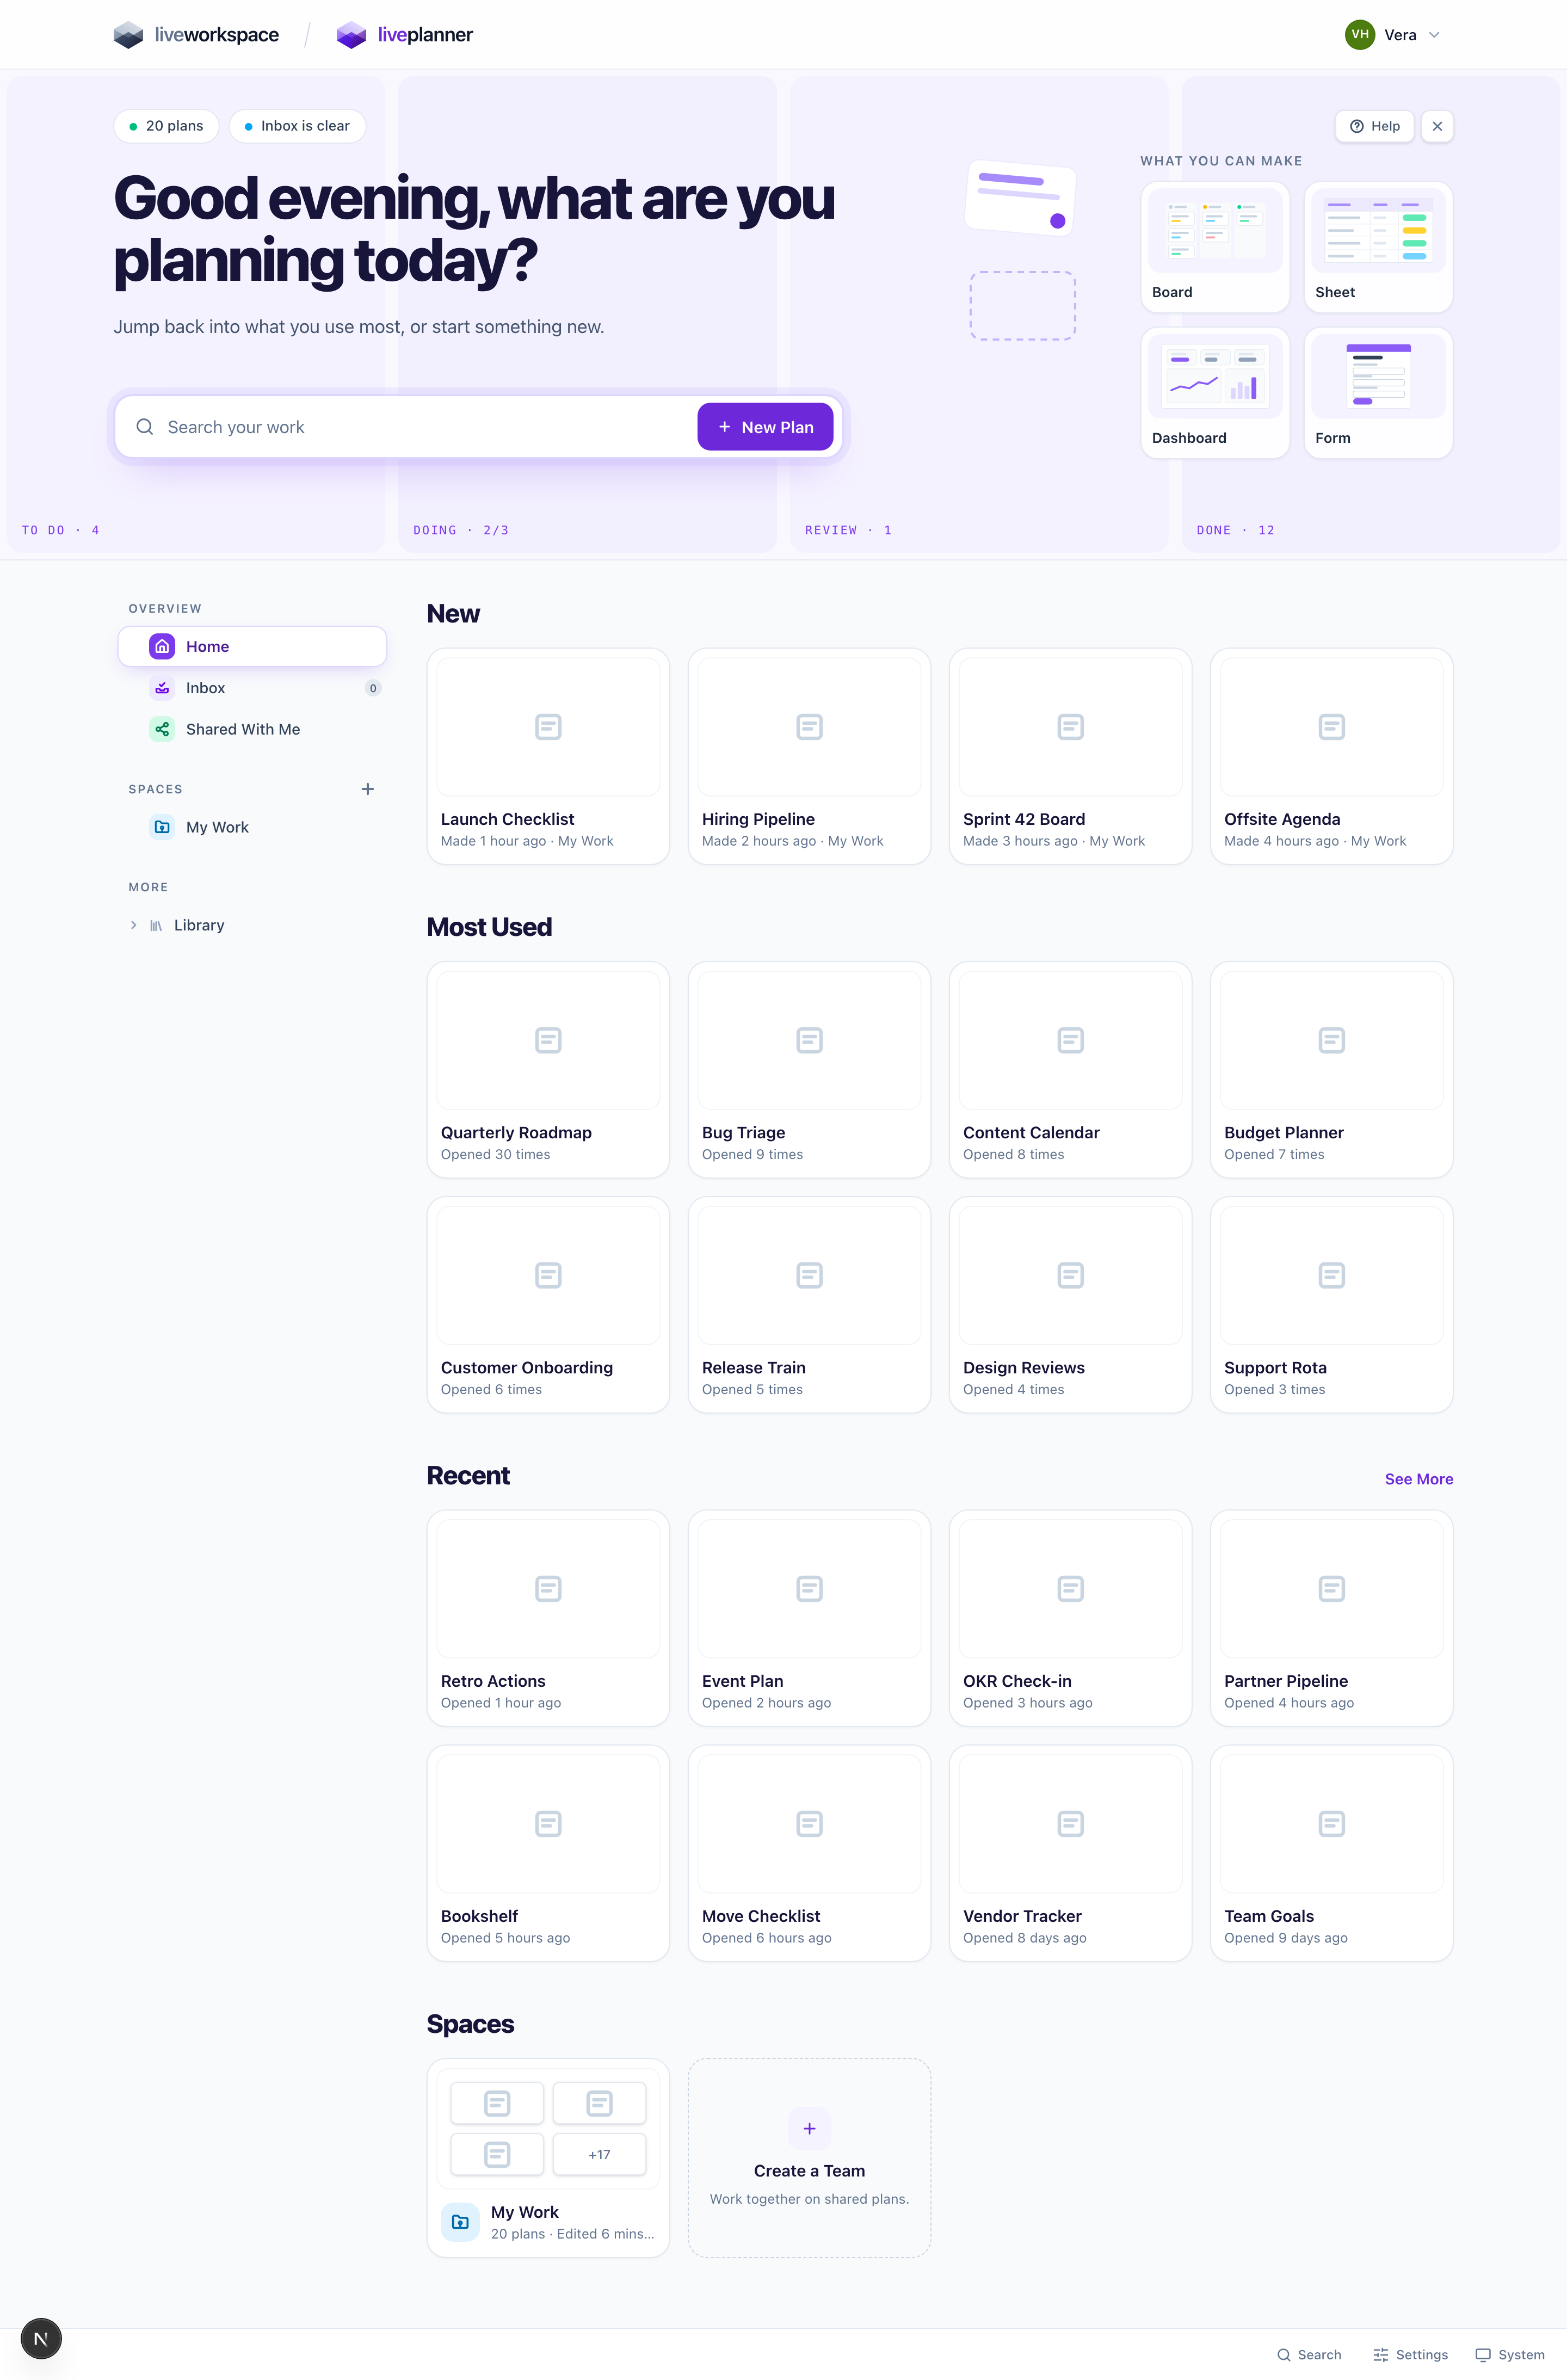 liveworkspace
liveplanner
VH
Vera
20 plans
Inbox is clear
Help
WHAT YOU CAN MAKE
Good evening, what are you
planning today?
Jump back into what you use most, or start something new.
Board
Sheet
Search your work
New Plan
Dashboard
Form
TO DO · 4
DOING · 2/3
REVIEW · 1
DONE · 12
OVERVIEW
Home
Inbox
0
Shared With Me
SPACES
My Work
MORE
Library
New
Launch Checklist
Made 1 hour ago · My Work
Hiring Pipeline
Made 2 hours ago · My Work
Sprint 42 Board
Made 3 hours ago · My Work
Offsite Agenda
Made 4 hours ago · My Work
Most Used
Quarterly Roadmap
Opened 30 times
Bug Triage
Opened 9 times
Content Calendar
Opened 8 times
Budget Planner
Opened 7 times
Customer Onboarding
Opened 6 times
Release Train
Opened 5 times
Design Reviews
Opened 4 times
Support Rota
Opened 3 times
Recent
See More
Retro Actions
Opened 1 hour ago
Event Plan
Opened 2 hours ago
OKR Check-in
Opened 3 hours ago
Partner Pipeline
Opened 4 hours ago
Bookshelf
Opened 5 hours ago
Move Checklist
Opened 6 hours ago
Vendor Tracker
Opened 8 days ago
Team Goals
Opened 9 days ago
Spaces
+17
My Work
20 plans · Edited 6 mins...
Create a Team
Work together on shared plans.
N
Search
Settings
System